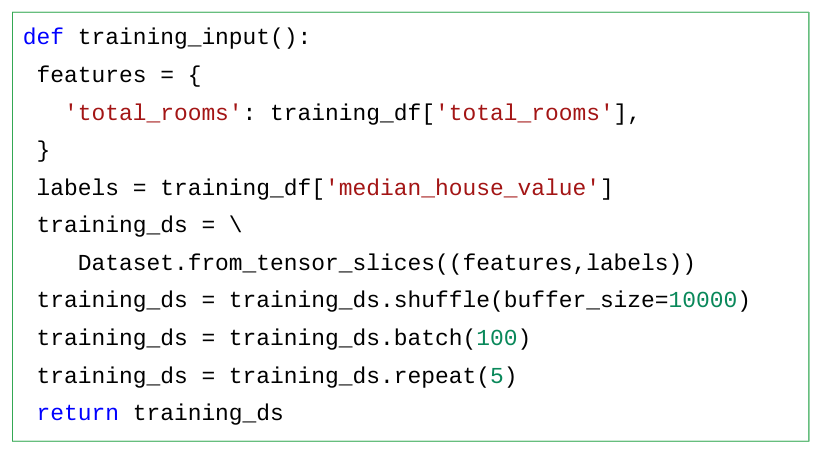 def training_input():
 features = {
   'total_rooms': training_df['total_rooms'],
 }
 labels = training_df['median_house_value']
 training_ds = \
    Dataset.from_tensor_slices((features,labels))
 training_ds = training_ds.shuffle(buffer_size=10000)
 training_ds = training_ds.batch(100)
 training_ds = training_ds.repeat(5)
 return training_ds